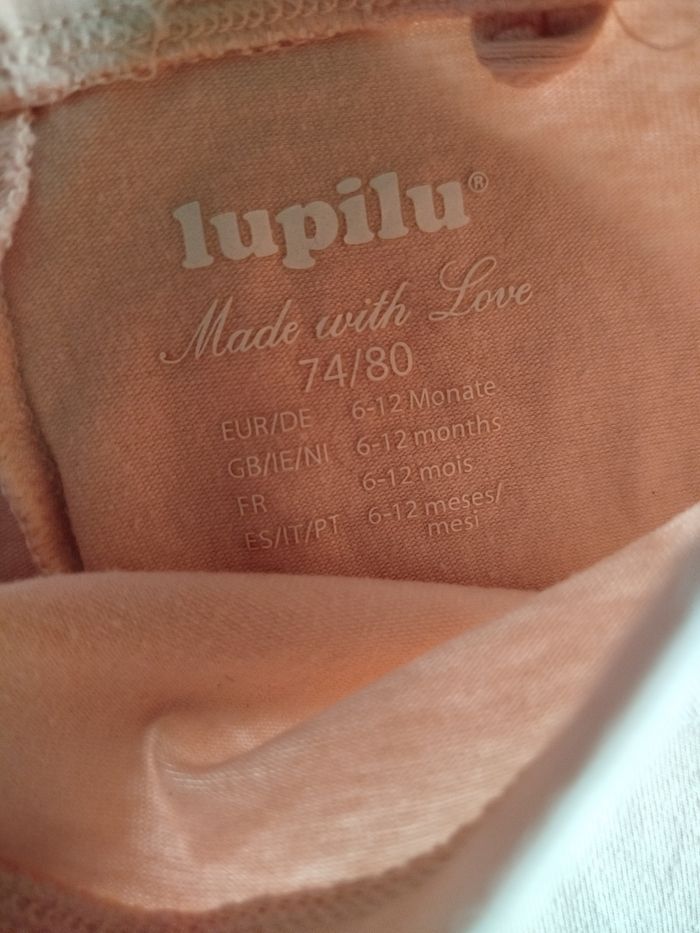 lupilu®
Made with Love
74/80
EUR/DE 6-12 Monate
GB/IE/NI 6-12 months
FR 6-12 mois
ES/IT/PT 6-12 meses/
mesi